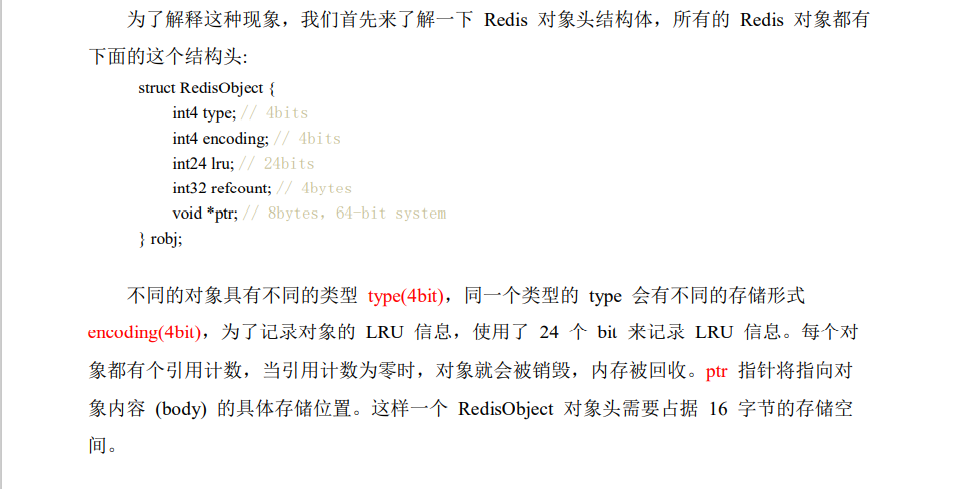 为了解释这种现象，我们首先来了解一下 Redis 对象头结构体，所有的 Redis 对象都有
下面的这个结构头:
struct RedisObject {
int4 type; // 4bits
int4 encoding; // 4bits
int24 lru; // 24bits
int32 refcount; // 4bytes
void *ptr; // 8bytes，64-bit system
} robj;
不同的对象具有不同的类型 type(4bit)，同一个类型的 type 会有不同的存储形式
encoding(4bit)，为了记录对象的 LRU 信息，使用了 24 个 bit 来记录 LRU 信息。每个对
象都有个引用计数，当引用计数为零时，对象就会被销毁，内存被回收。ptr 指针将指向对
象内容 (body) 的具体存储位置。这样一个 RedisObject 对象头需要占据 16 字节的存储空
间。